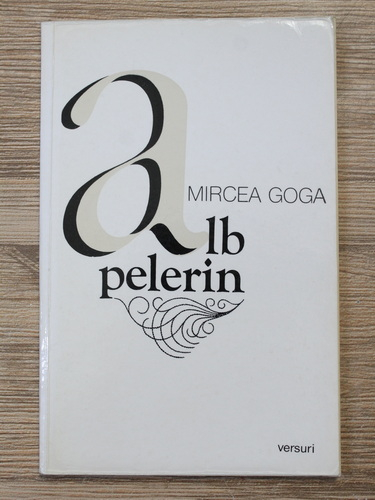 MIRCEA GOGA
alb
pelerin
versuri